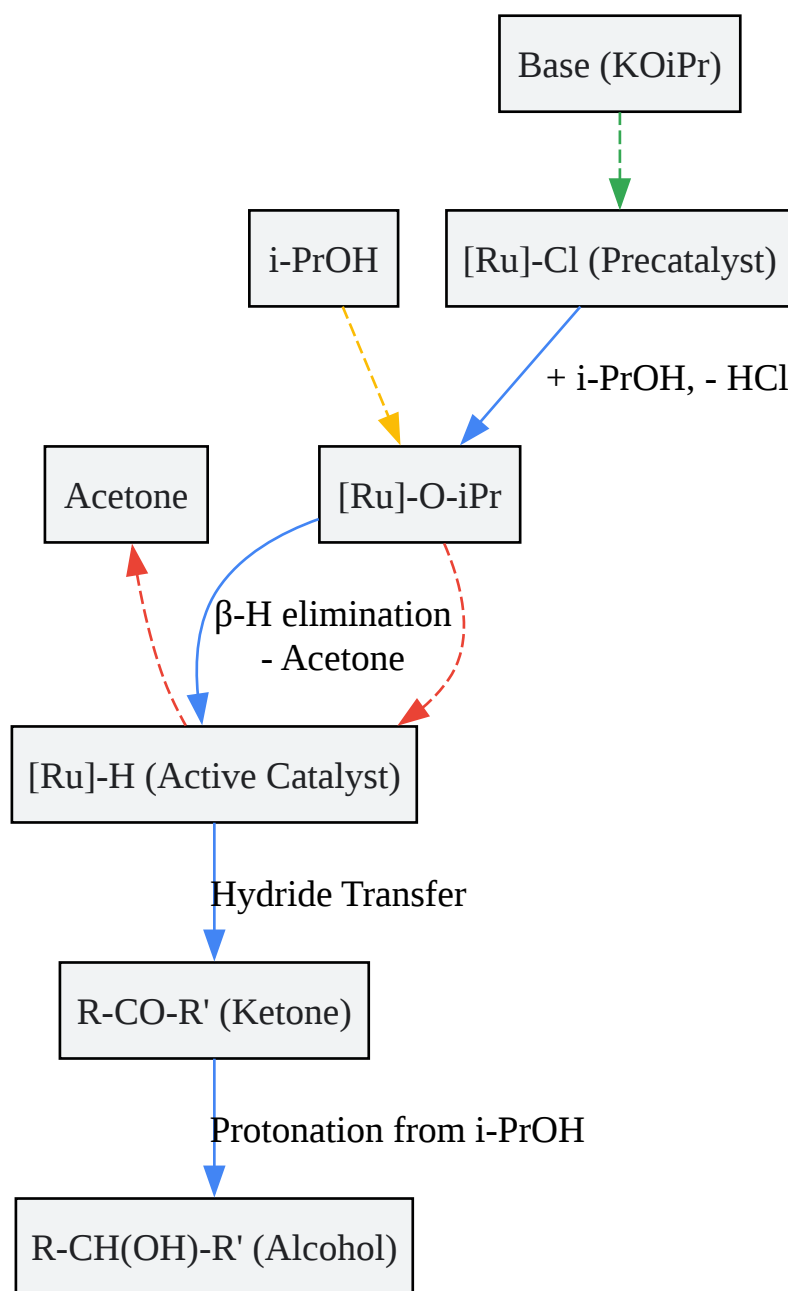 Base (KOiPr)
i-PrOH
[Ru]-Cl (Precatalyst)
+ i-PrOH, - HCl
Acetone
[Ru]-O-iPr
β-H elimination
- Acetone
[Ru]-H (Active Catalyst)
Hydride Transfer
R-CO-R' (Ketone)
Protonation from i-PrOH
R-CH(OH)-R' (Alcohol)